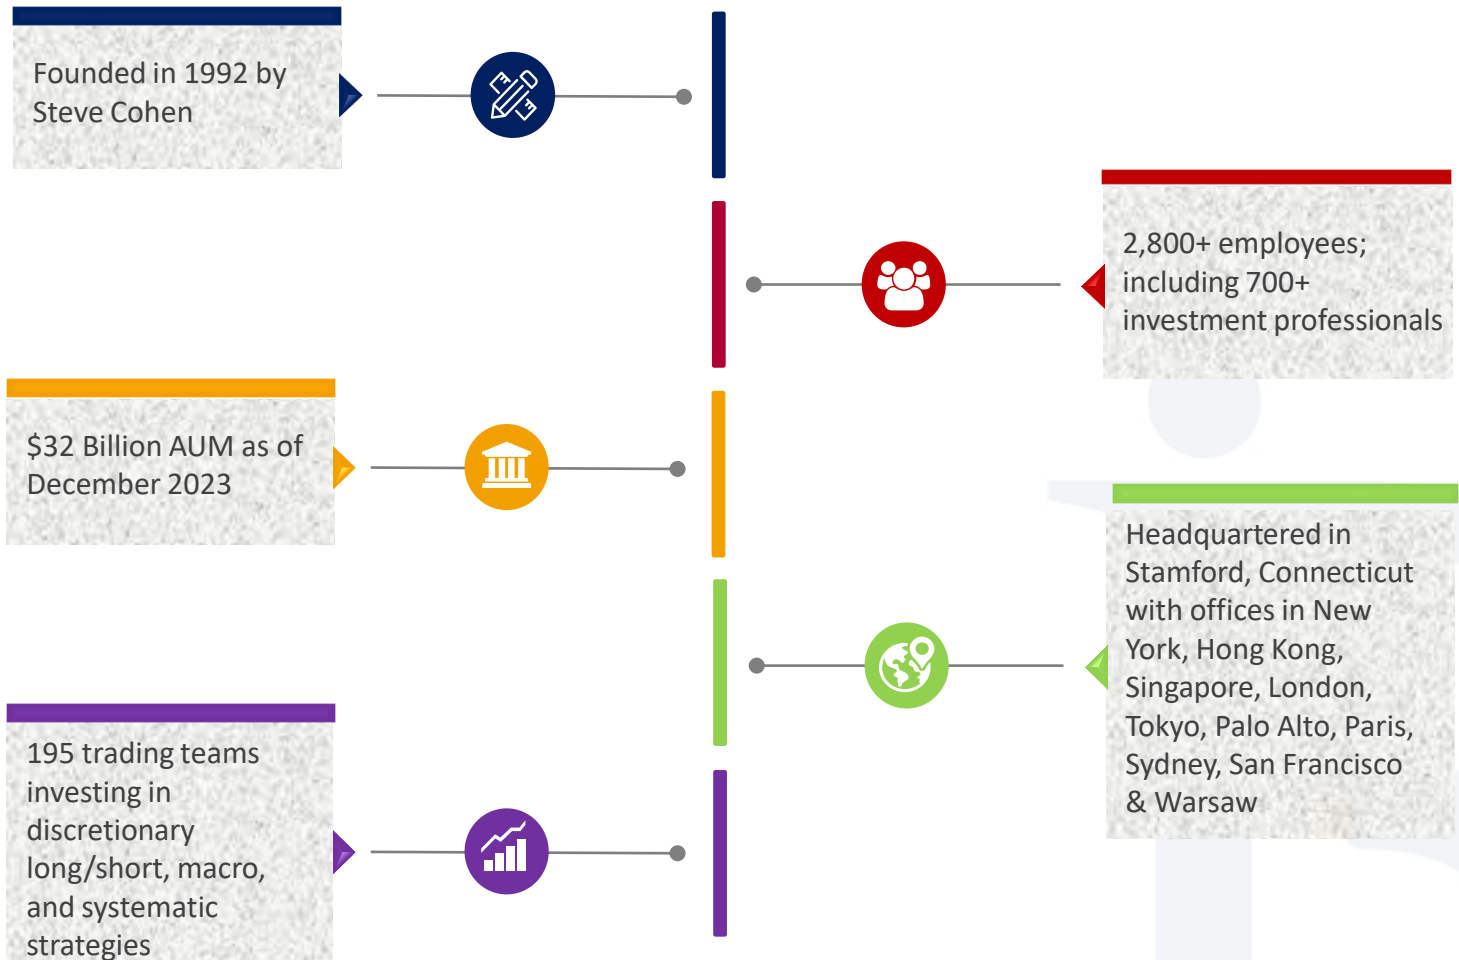 Founded in 1992 by
Steve Cohen
2,800+ employees;
including 700+
investment professionals
$32 Billion AUM as of
December 2023
Headquartered in
Stamford, Connecticut
with offices in New
York, Hong Kong,
Singapore, London,
Tokyo, Palo Alto, Paris,
Sydney, San Francisco
& Warsaw
195 trading teams
investing in
discretionary
long/short, macro,
and systematic
strategies